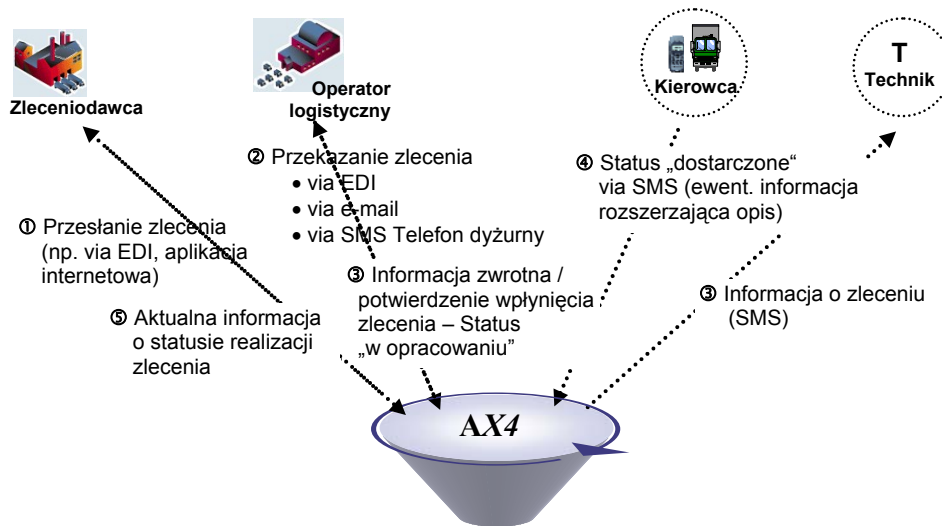 Zleceniodawca
Operator
logistyczny
Kierowca
T
Technik
② Przekazanie zlecenia
• via EDI
• via e-mail
• via SMS Telefon dyżurny
④ Status „dostarczone“
via SMS (ewent. informacja
rozszerzająca opis)
① Przesłanie zlecenia
(np. via EDI, aplikacja
internetowa)
③ Informacja zwrotna /
potwierdzenie wpłynięcia
zlecenia – Status
„w opracowaniu”
③ Informacja o zleceniu
(SMS)
⑤ Aktualna informacja
o statusie realizacji
zlecenia
AX4